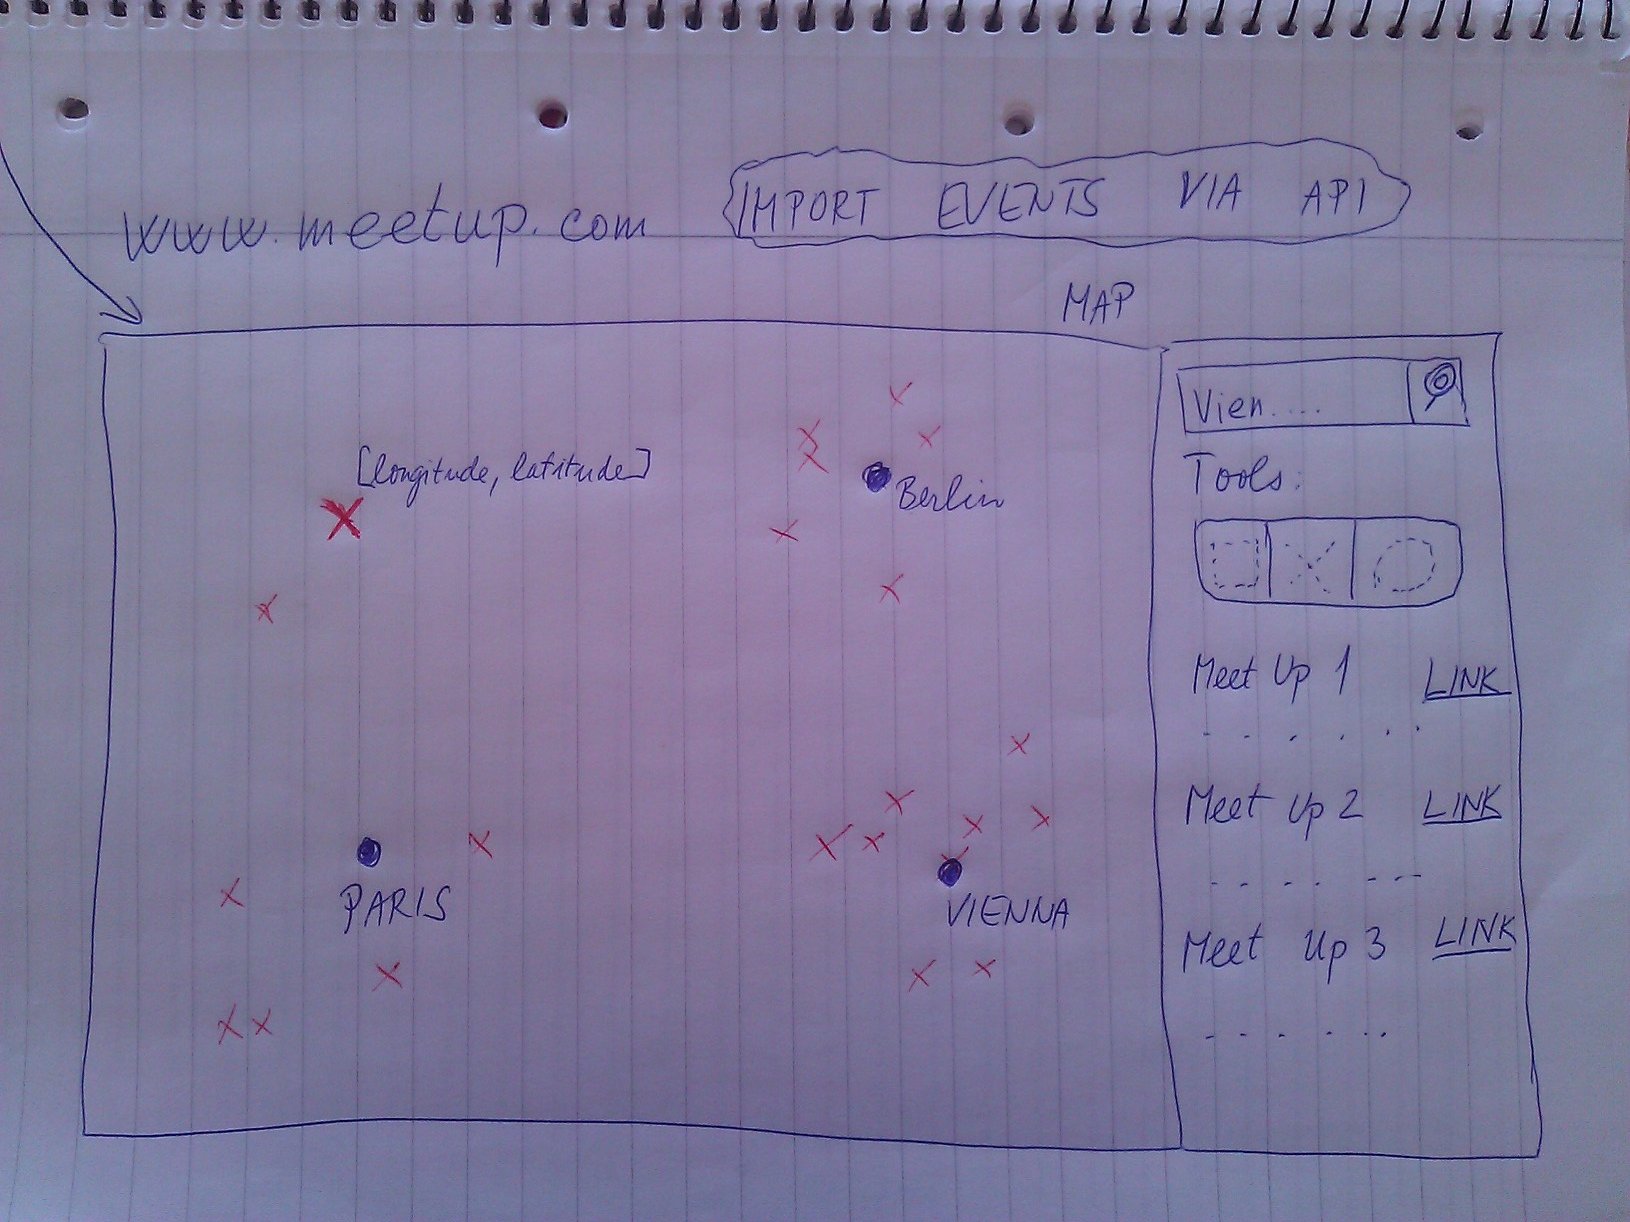 www.meetup.com
IMPORT EVENTS VIA API
MAP
Vien....
[longitude, latitude]
Berlin
Tools:
Meet Up 1 LINK
Meet Up 2 LINK
PARIS
VIENNA
Meet Up 3 LINK